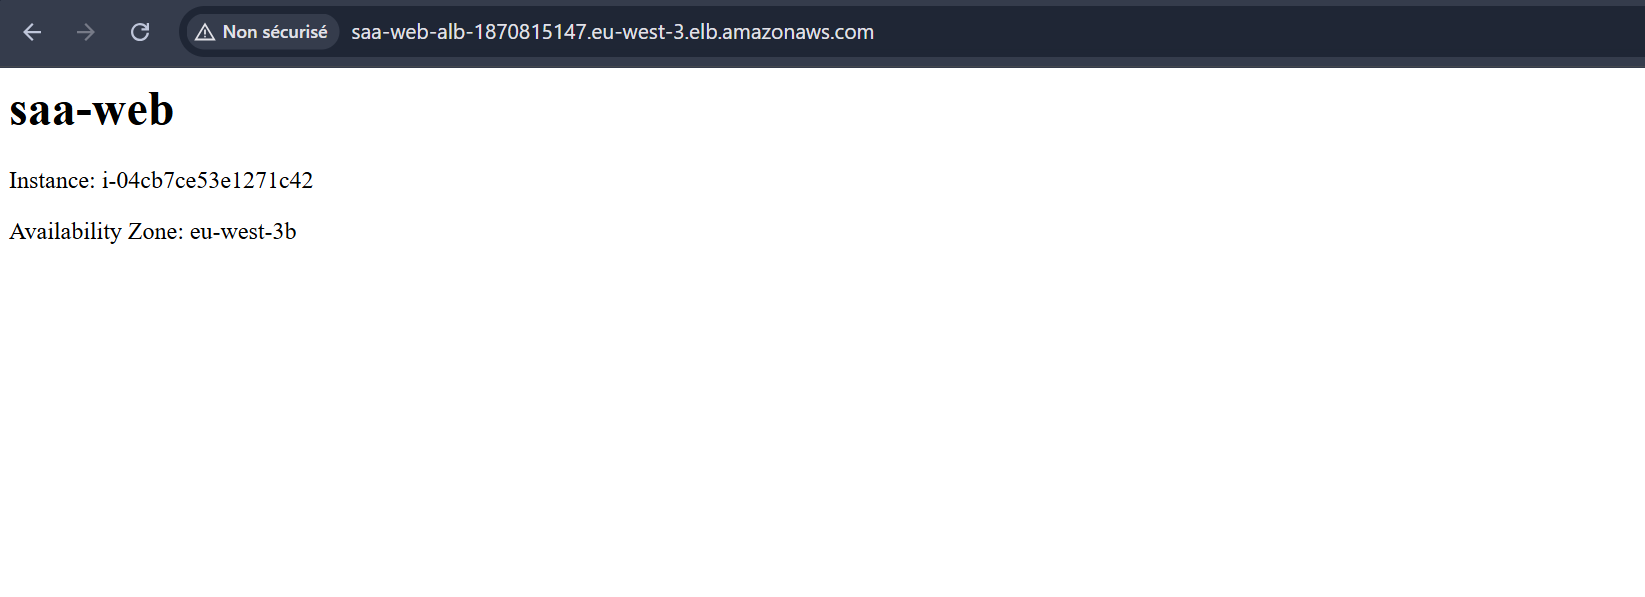 Non sécurisé saa-web-alb-1870815147.eu-west-3.elb.amazonaws.com
saa-web
Instance: i-04cb7ce53e1271c42
Availability Zone: eu-west-3b